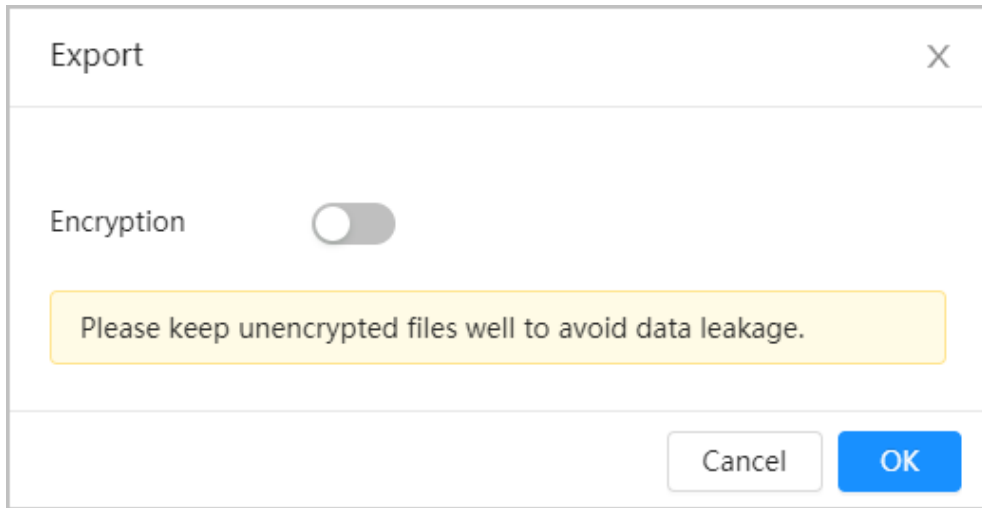 Export
Encryption
Please keep unencrypted files well to avoid data leakage.
Cancel OK